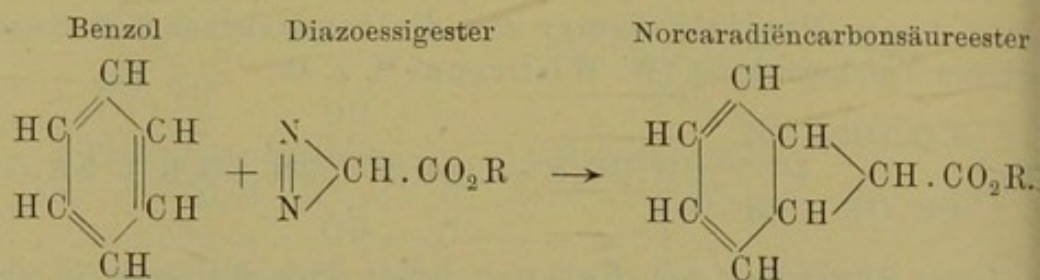 Benzol Diazoessigester Norcaradiëncarbonsäureester
CH CH
HC CH N HC CH
+ CH.CO₂R → CH.CO₂R.
HC CH N HC CH
CH CH